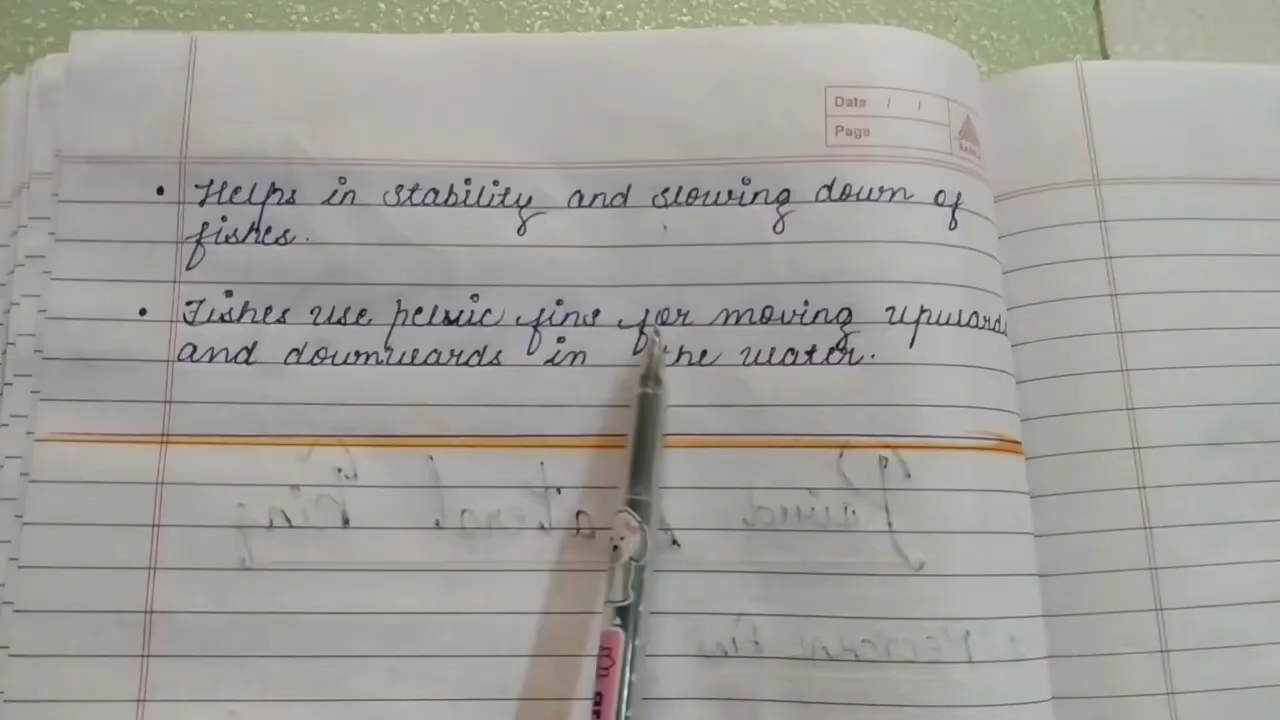 Date / /
Page
• Helps in stability and slowing down of
fishes.
• Fishes use pelvic fins for moving upwards
and downwards in the water.